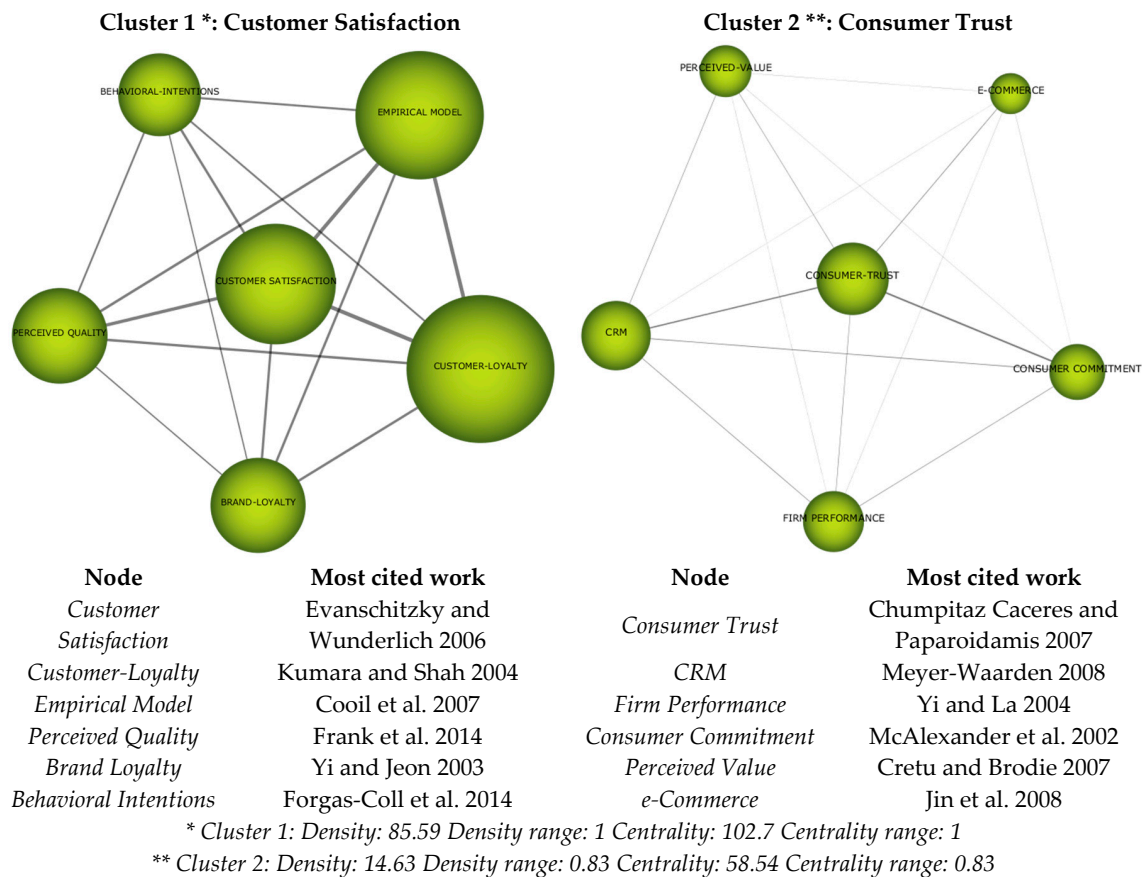 Cluster 1 *: Customer Satisfaction
Cluster 2 **: Consumer Trust
BEHAVIORAL-INTENTIONS
EMPIRICAL MODEL
CUSTOMER SATISFACTION
PERCEIVED QUALITY
CUSTOMER-LOYALTY
BRAND-LOYALTY
PERCEIVED-VALUE
E-COMMERCE
CONSUMER-TRUST
CRM
CONSUMER COMMITMENT
FIRM PERFORMANCE
Node Most cited work
Customer Satisfaction Evanschitzky and Wunderlich 2006
Customer-Loyalty Kumara and Shah 2004
Empirical Model Cooil et al. 2007
Perceived Quality Frank et al. 2014
Brand Loyalty Yi and Jeon 2003
Behavioral Intentions Forgas-Coll et al. 2014
Node Most cited work
Consumer Trust Chumpitaz Caceres and Paparoidamis 2007
CRM Meyer-Waarden 2008
Firm Performance Yi and La 2004
Consumer Commitment McAlexander et al. 2002
Perceived Value Cretu and Brodie 2007
e-Commerce Jin et al. 2008
* Cluster 1: Density: 85.59 Density range: 1 Centrality: 102.7 Centrality range: 1
** Cluster 2: Density: 14.63 Density range: 0.83 Centrality: 58.54 Centrality range: 0.83